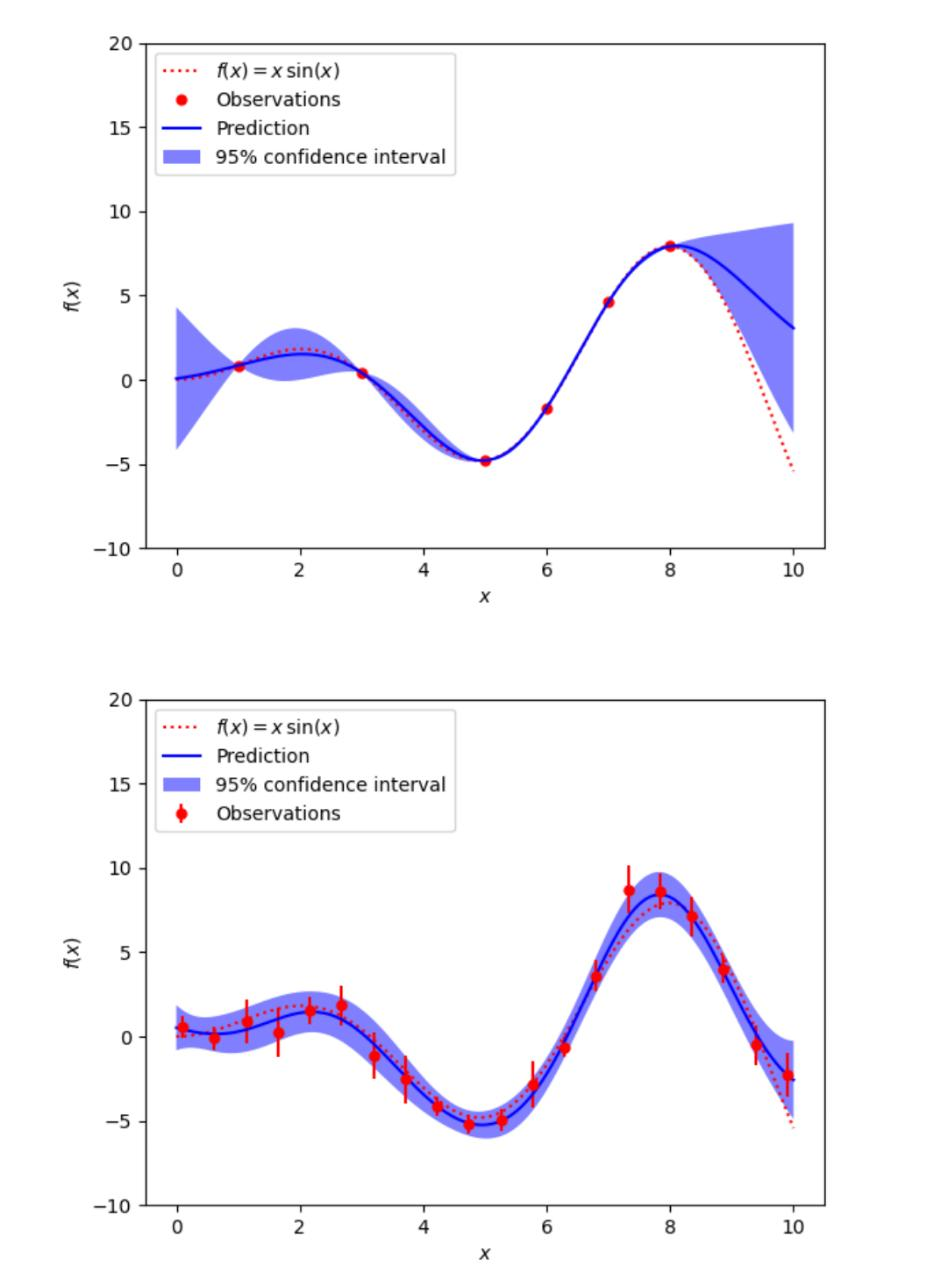 20
15
10
5
0
−5
−10
f(x)
f(x) = x sin(x)
Observations
Prediction
95% confidence interval
0 2 4 6 8 10
x
20
15
10
5
0
−5
−10
f(x)
f(x) = x sin(x)
Prediction
95% confidence interval
Observations
0 2 4 6 8 10
x